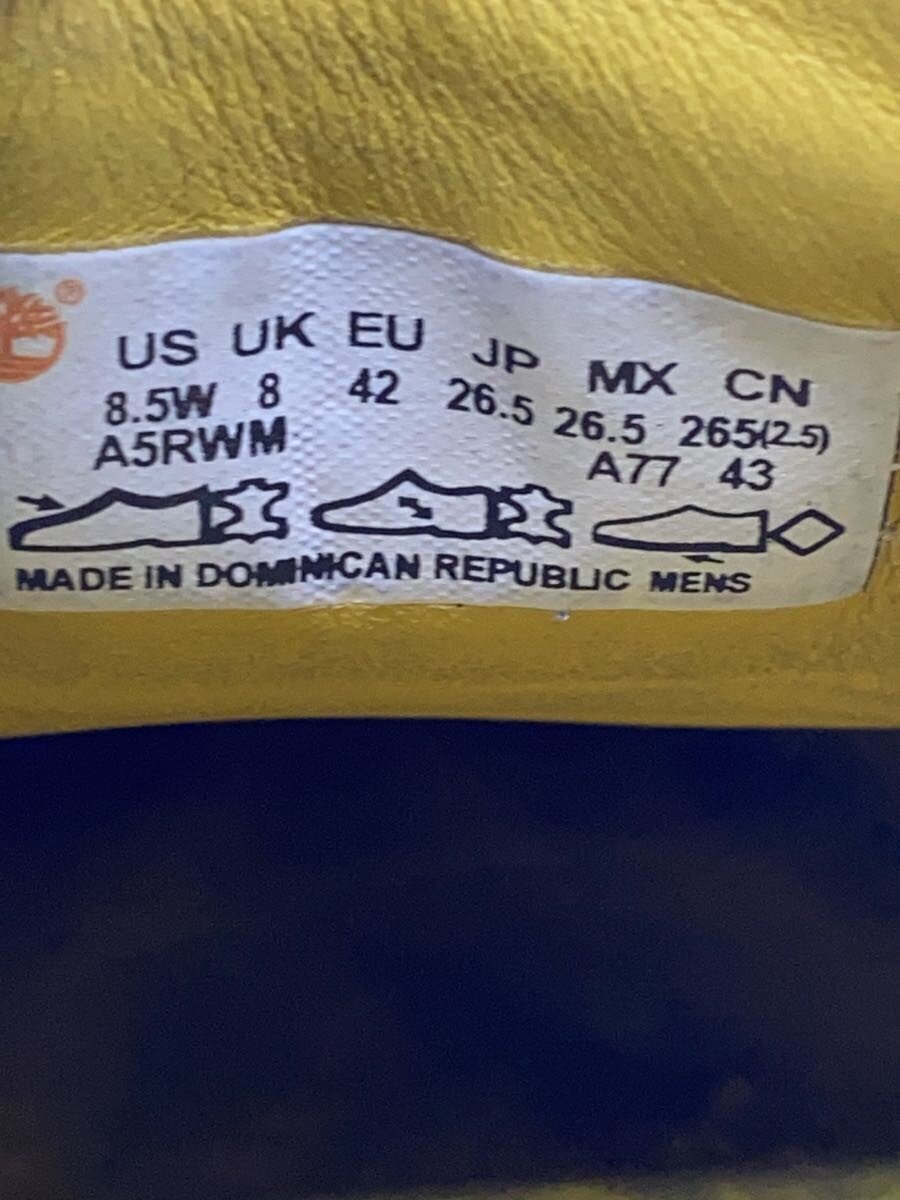 ®
US UK EU JP MX CN
8.5W 8 42 26.5 26.5 265(2.5)
A5RWM A77 43
MADE IN DOMINICAN REPUBLIC MENS